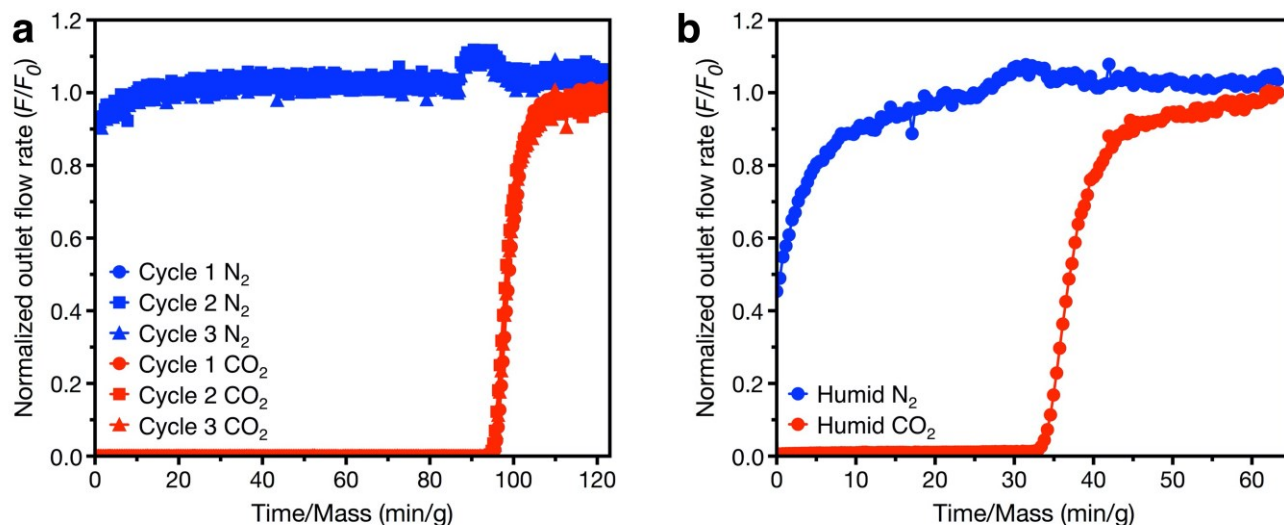 a
1.2
1.0
0.8
0.6
0.4
0.2
0.0
Normalized outlet flow rate (F/F₀)
Cycle 1 N₂
Cycle 2 N₂
Cycle 3 N₂
Cycle 1 CO₂
Cycle 2 CO₂
Cycle 3 CO₂
0 20 40 60 80 100 120
Time/Mass (min/g)
b
1.2
1.0
0.8
0.6
0.4
0.2
0.0
Normalized outlet flow rate (F/F₀)
Humid N₂
Humid CO₂
0 10 20 30 40 50 60
Time/Mass (min/g)